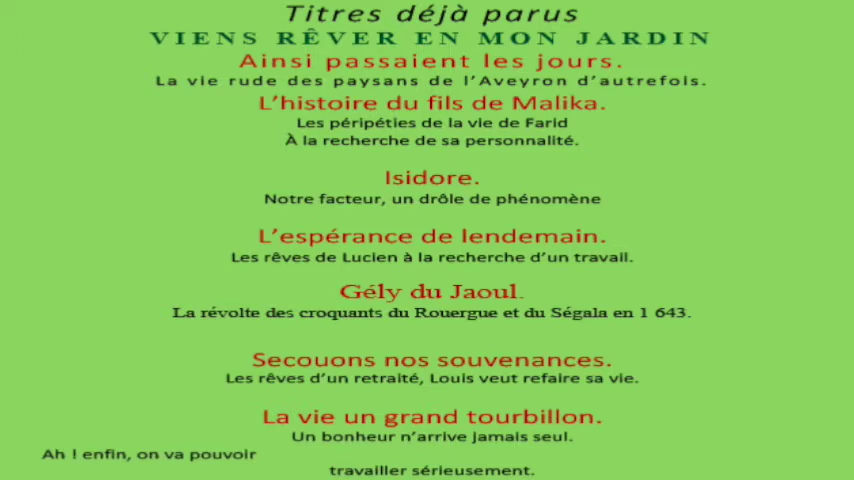 Titres déjà parus
VIENS RÊVER EN MON JARDIN
Ainsi passaient les jours.
La vie rude des paysans de l’Aveyron d’autrefois.
L’histoire du fils de Malika.
Les péripéties de la vie de Farid
À la recherche de sa personnalité.
Isidore.
Notre facteur, un drôle de phénomène
L’espérance de lendemain.
Les rêves de Lucien à la recherche d’un travail.
Gély du Jaoul.
La révolte des croquants du Rouergue et du Ségala en 1 643.
Secouons nos souvenances.
Les rêves d’un retraité, Louis veut refaire sa vie.
La vie un grand tourbillon.
Un bonheur n’arrive jamais seul.
Ah ! enfin, on va pouvoir
travailler sérieusement.